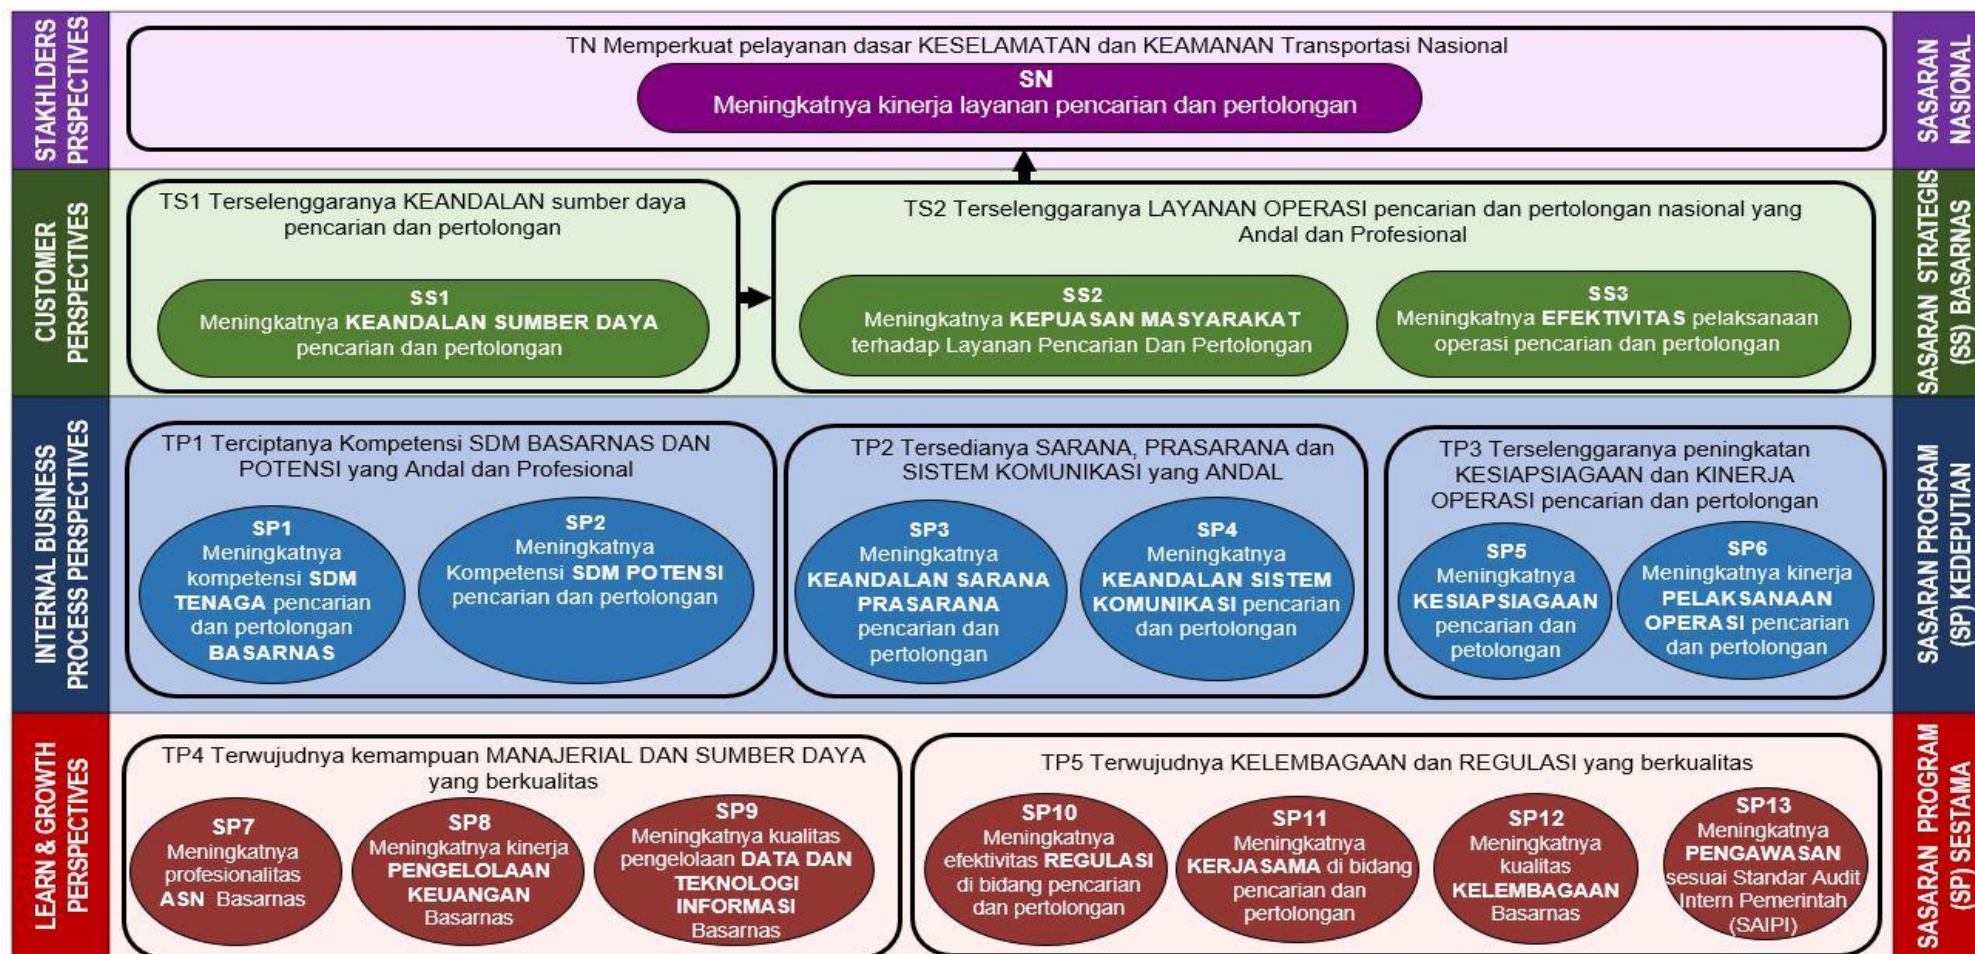 STAKHLDERS
PRSPECTIVES
TN Memperkuat pelayanan dasar KESELAMATAN dan KEAMANAN Transportasi Nasional
SN
Meningkatnya kinerja layanan pencarian dan pertolongan
SASARAN
NASIONAL
CUSTOMER
PERSPECTIVES
TS1 Terselenggaranya KEANDALAN sumber daya
pencarian dan pertolongan
SS1
Meningkatnya KEANDALAN SUMBER DAYA
pencarian dan pertolongan
TS2 Terselenggaranya LAYANAN OPERASI pencarian dan pertolongan nasional yang
Andal dan Profesional
SS2
Meningkatnya KEPUASAN MASYARAKAT
terhadap Layanan Pencarian Dan Pertolongan
SS3
Meningkatnya EFEKTIVITAS pelaksanaan
operasi pencarian dan pertolongan
SASARAN STRATEGIS
(SS) BASARNAS
INTERNAL BUSINESS
PROCESS PERSPECTIVES
TP1 Terciptanya Kompetensi SDM BASARNAS DAN
POTENSI yang Andal dan Profesional
SP1
Meningkatnya
kompetensi SDM
TENAGA pencarian
dan pertolongan
BASARNAS
SP2
Meningkatnya
Kompetensi SDM POTENSI
pencarian dan pertolongan
TP2 Tersedianya SARANA, PRASARANA dan
SISTEM KOMUNIKASI yang ANDAL
SP3
Meningkatnya
KEANDALAN SARANA
PRASARANA
pencarian dan
pertolongan
SP4
Meningkatnya
KEANDALAN SISTEM
KOMUNIKASI pencarian
dan pertolongan
TP3 Terselenggaranya peningkatan
KESIAPSIAGAAN dan KINERJA
OPERASI pencarian dan pertolongan
SP5
Meningkatnya
KESIAPSIAGAAN
pencarian dan
petolongan
SP6
Meningkatnya kinerja
PELAKSANAAN
OPERASI pencarian
dan pertolongan
SASARAN PROGRAM
(SP) KEDEPUTIAN
LEARN & GROWTH
PERSPECTIVES
TP4 Terwujudnya kemampuan MANAJERIAL DAN SUMBER DAYA
yang berkualitas
SP7
Meningkatnya
profesionalitas
ASN Basarnas
SP8
Meningkatnya kinerja
PENGELOLAAN
KEUANGAN
Basarnas
SP9
Meningkatnya kualitas
pengelolaan DATA DAN
TEKNOLOGI
INFORMASI
Basarnas
TP5 Terwujudnya KELEMBAGAAN dan REGULASI yang berkualitas
SP10
Meningkatnya
efektivitas REGULASI
di bidang pencarian
dan pertolongan
SP11
Meningkatnya
KERJASAMA di bidang
pencarian dan
pertolongan
SP12
Meningkatnya
kualitas
KELEMBAGAAN
Basarnas
SP13
Meningkatnya
PENGAWASAN
sesuai Standar Audit
Intern Pemerintah
(SAIPI)
SASARAN PROGRAM
(SP) SESTAMA